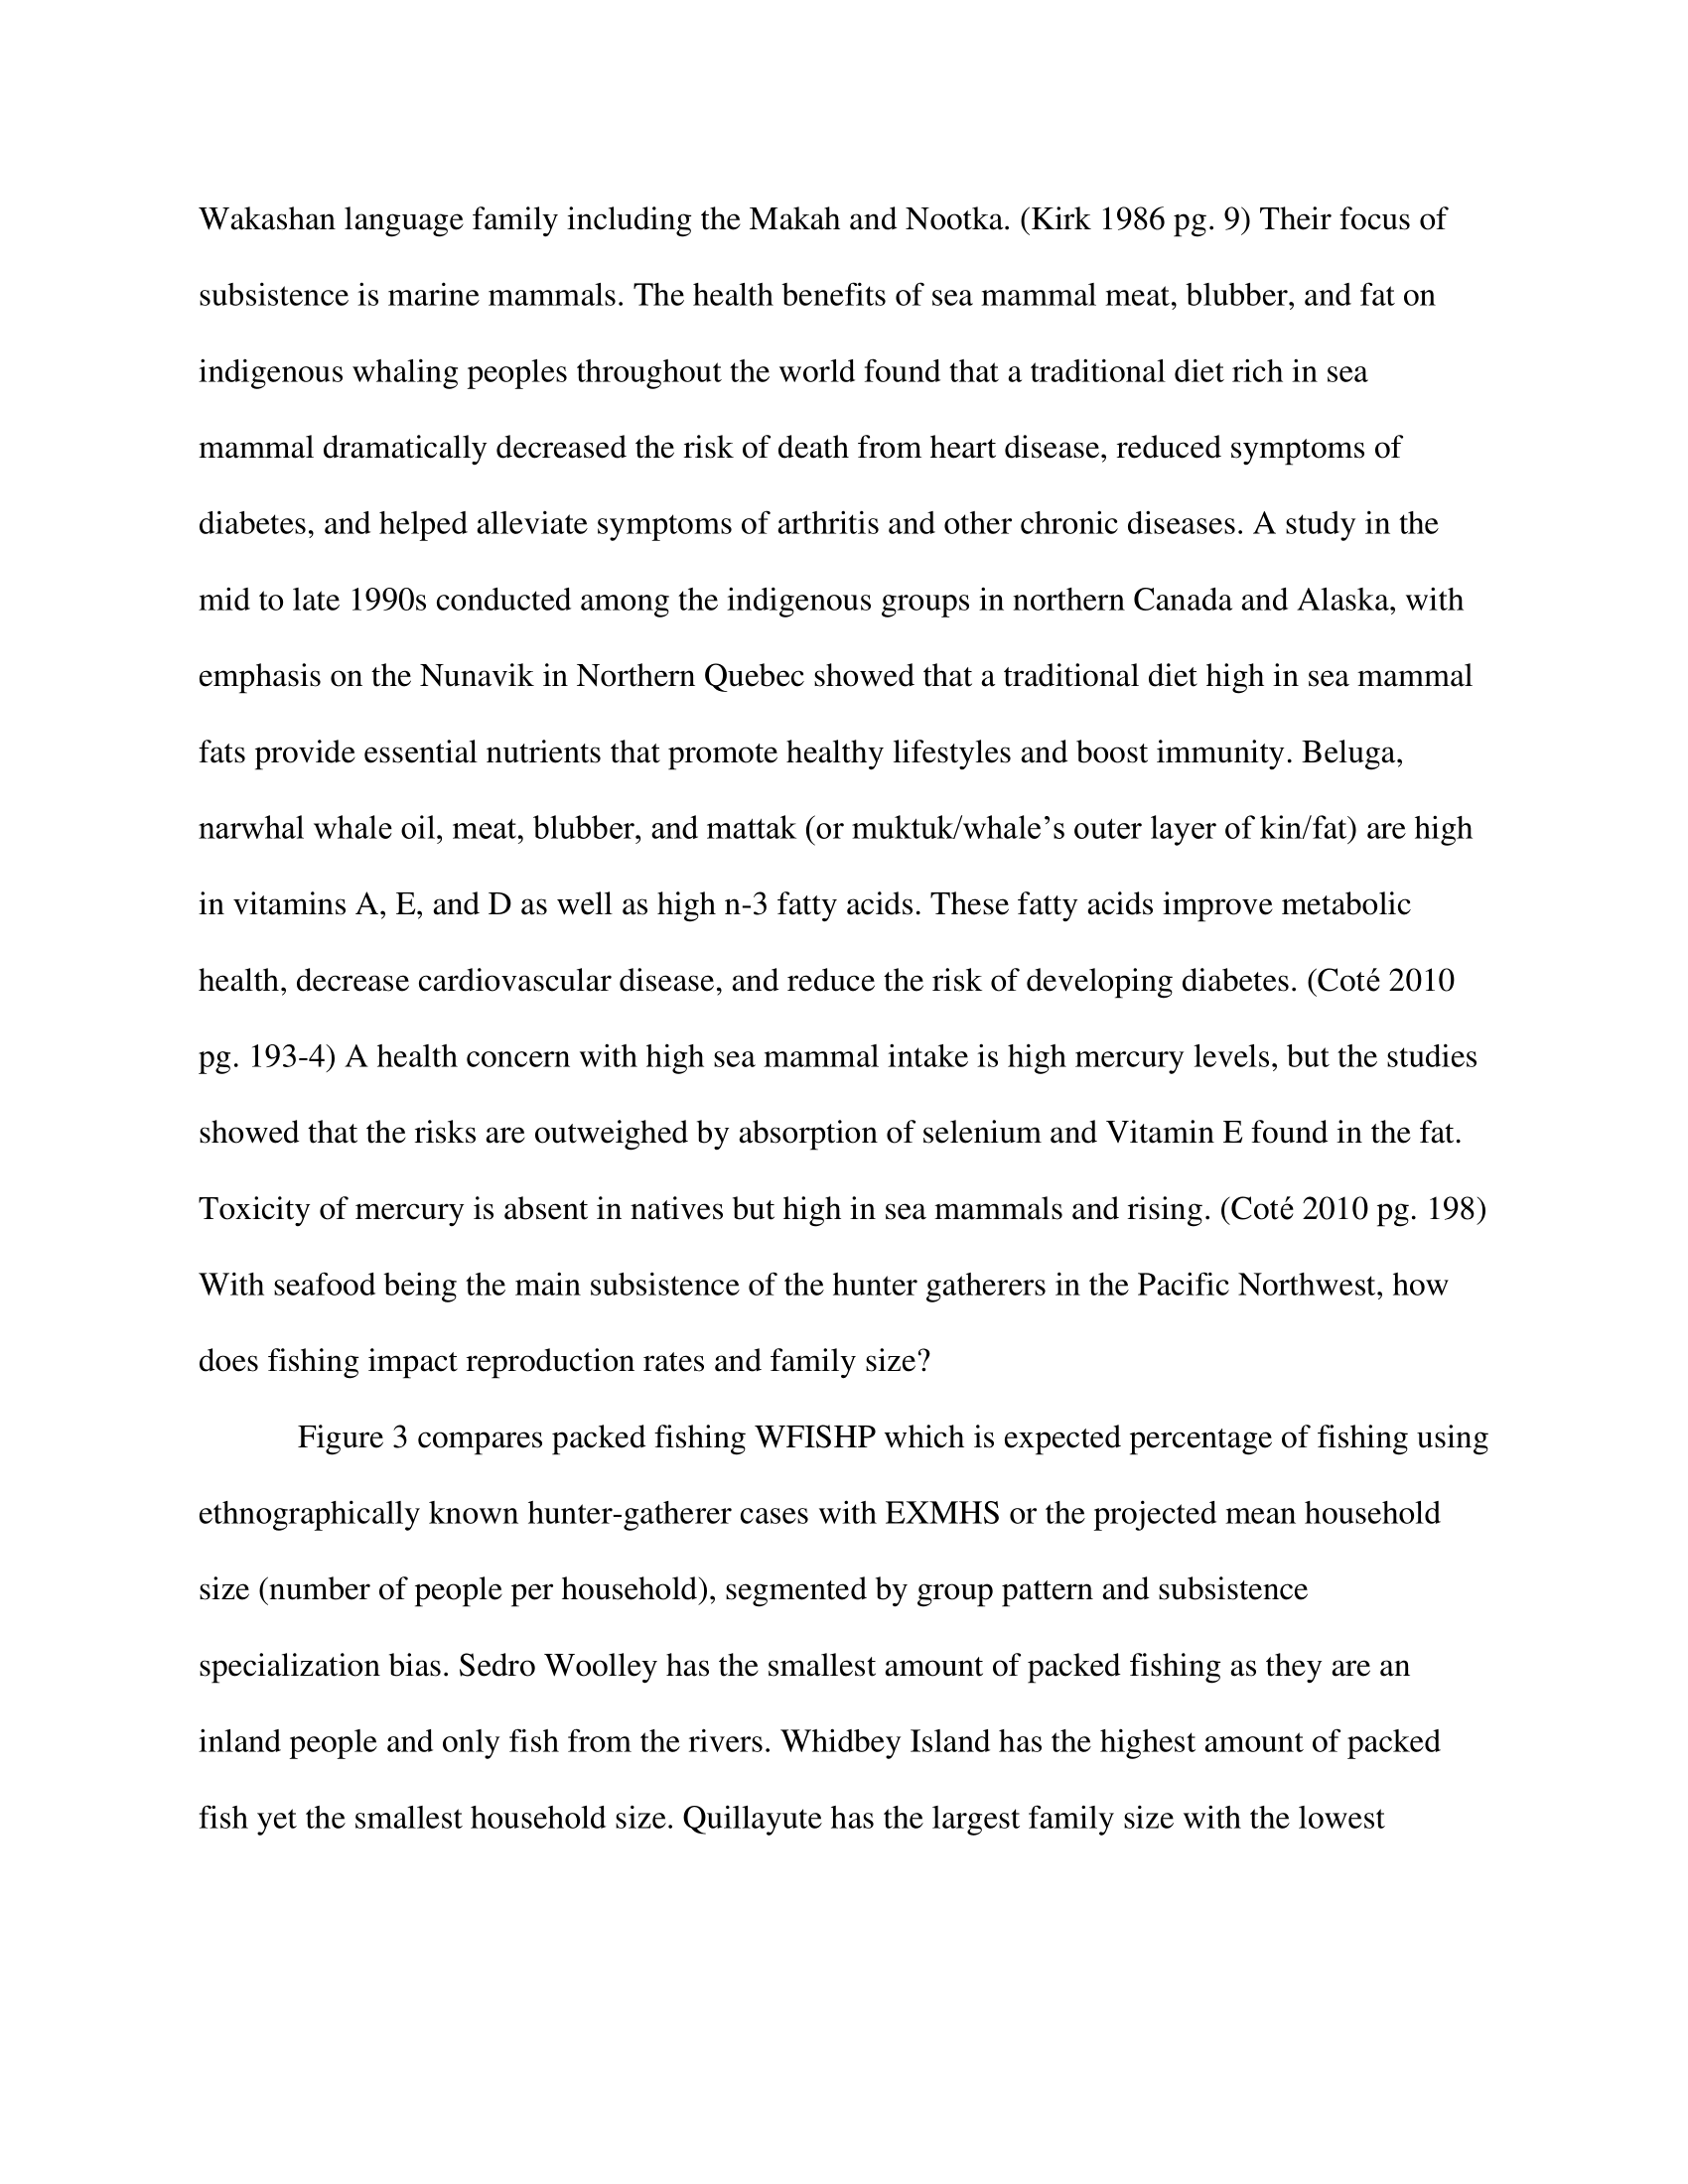 Wakashan language family including the Makah and Nootka. (Kirk 1986 pg. 9) Their focus of
subsistence is marine mammals. The health benefits of sea mammal meat, blubber, and fat on
indigenous whaling peoples throughout the world found that a traditional diet rich in sea
mammal dramatically decreased the risk of death from heart disease, reduced symptoms of
diabetes, and helped alleviate symptoms of arthritis and other chronic diseases. A study in the
mid to late 1990s conducted among the indigenous groups in northern Canada and Alaska, with
emphasis on the Nunavik in Northern Quebec showed that a traditional diet high in sea mammal
fats provide essential nutrients that promote healthy lifestyles and boost immunity. Beluga,
narwhal whale oil, meat, blubber, and mattak (or muktuk/whale’s outer layer of kin/fat) are high
in vitamins A, E, and D as well as high n-3 fatty acids. These fatty acids improve metabolic
health, decrease cardiovascular disease, and reduce the risk of developing diabetes. (Coté 2010
pg. 193-4) A health concern with high sea mammal intake is high mercury levels, but the studies
showed that the risks are outweighed by absorption of selenium and Vitamin E found in the fat.
Toxicity of mercury is absent in natives but high in sea mammals and rising. (Coté 2010 pg. 198)
With seafood being the main subsistence of the hunter gatherers in the Pacific Northwest, how
does fishing impact reproduction rates and family size?
Figure 3 compares packed fishing WFISHP which is expected percentage of fishing using
ethnographically known hunter-gatherer cases with EXMHS or the projected mean household
size (number of people per household), segmented by group pattern and subsistence
specialization bias. Sedro Woolley has the smallest amount of packed fishing as they are an
inland people and only fish from the rivers. Whidbey Island has the highest amount of packed
fish yet the smallest household size. Quillayute has the largest family size with the lowest